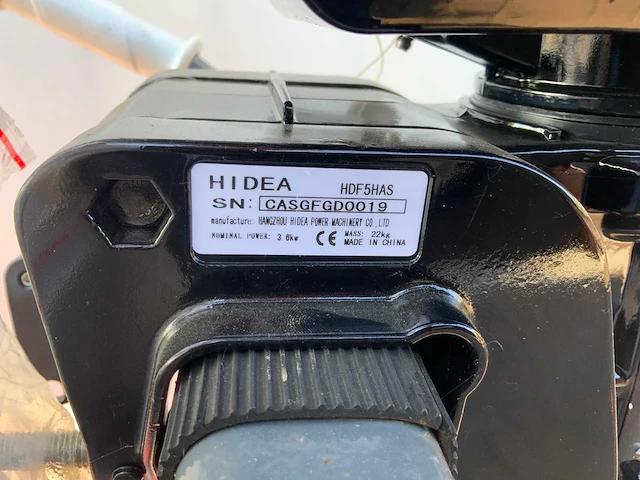 HIDEA HDF5HAS
SN: CASGFGD0019
manufacture: HANGZHOU HIDEA POWER MACHINERY CO.,LTD
NOMINAL POWER: 3.6kw CE MASS: 22kg
MADE IN CHINA